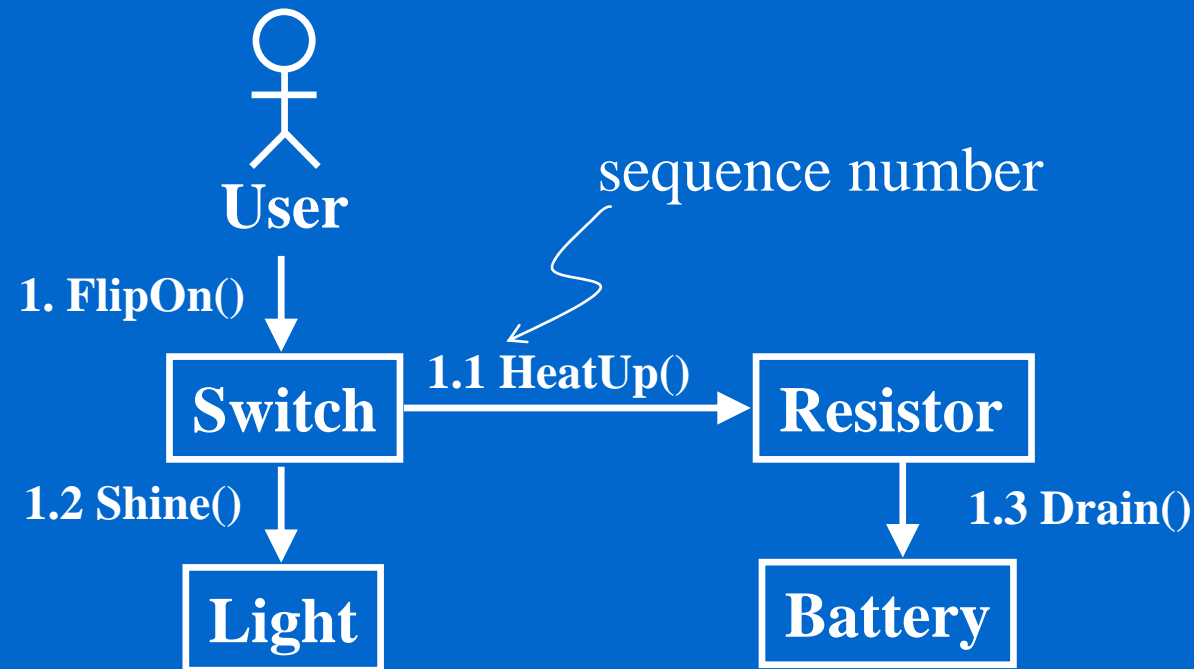 sequence number
User
1. FlipOn()
1.1 HeatUp()
Switch
Resistor
1.2 Shine()
1.3 Drain()
Light
Battery